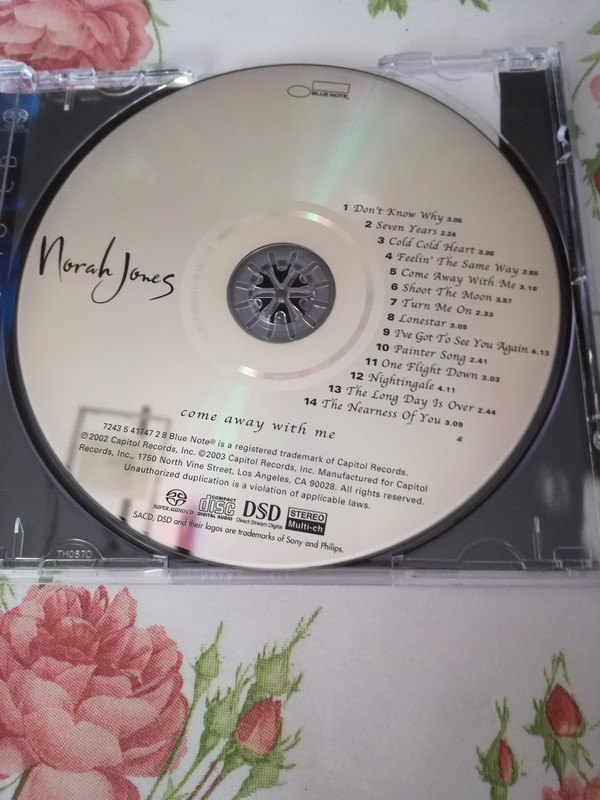 BLUE NOTE
1 Don't Know Why 3.05
2 Seven Years 2.24
3 Cold Cold Heart 3.38
4 Feelin' The Same Way 2.55
5 Come Away With Me 3.18
6 Shoot The Moon 3.57
7 Turn Me On 2.33
8 Lonestar 3.05
9 I've Got To See You Again 4.13
10 Painter Song 2.41
11 One Flight Down 3.03
12 Nightingale 4.11
13 The Long Day Is Over 2.44
14 The Nearness Of You 3.09
Norah Jones
come away with me
7243 5 41747 2 8 Blue Note® is a registered trademark of Capitol Records.
℗2002 Capitol Records, Inc. ©2003 Capitol Records, Inc. Manufactured for Capitol
Records, Inc., 1750 North Vine Street, Los Angeles, CA 90028. All rights reserved.
Unauthorized duplication is a violation of applicable laws.
SUPER AUDIO CD
COMPACT disc DIGITAL AUDIO
DSD Direct Stream Digital
STEREO Multi-ch
SACD, DSD and their logos are trademarks of Sony and Philips.
TH0570